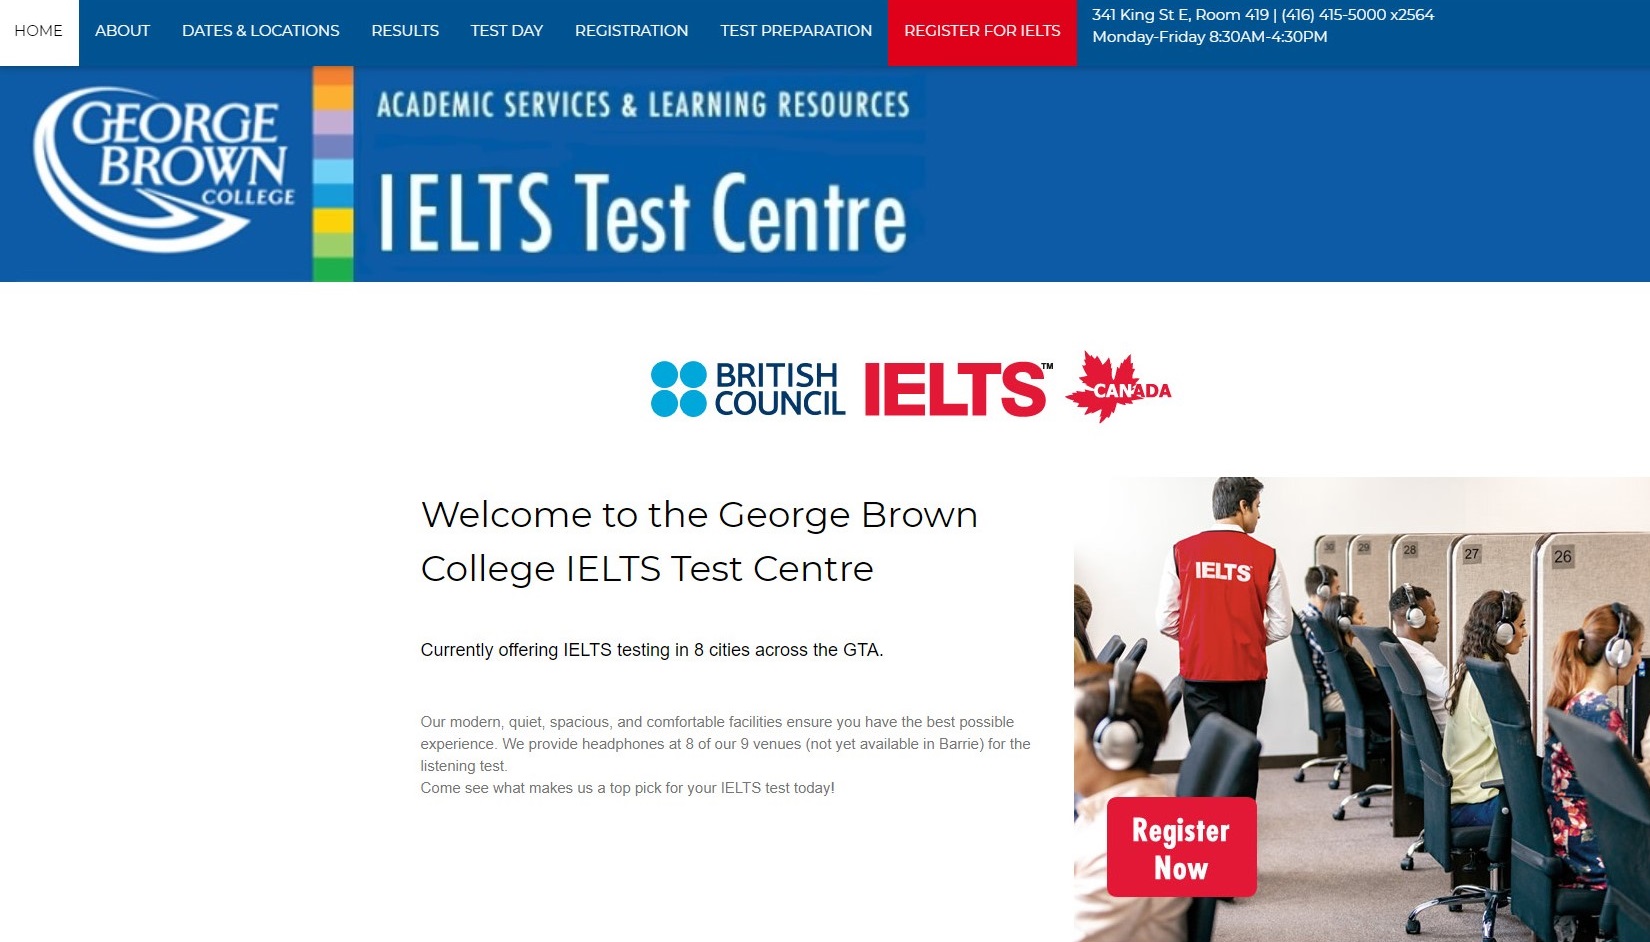 HOME ABOUT DATES & LOCATIONS RESULTS TEST DAY REGISTRATION TEST PREPARATION REGISTER FOR IELTS
341 King St E, Room 419 | (416) 415-5000 x2564
Monday-Friday 8:30AM-4:30PM
GEORGE
BROWN
COLLEGE
ACADEMIC SERVICES & LEARNING RESOURCES
IELTS Test Centre
BRITISH
COUNCIL
IELTS™
CANADA
Welcome to the George Brown
College IELTS Test Centre
Currently offering IELTS testing in 8 cities across the GTA.
Our modern, quiet, spacious, and comfortable facilities ensure you have the best possible
experience. We provide headphones at 8 of our 9 venues (not yet available in Barrie) for the
listening test.
Come see what makes us a top pick for your IELTS test today!
IELTS
30 29 28 27 26
Register
Now